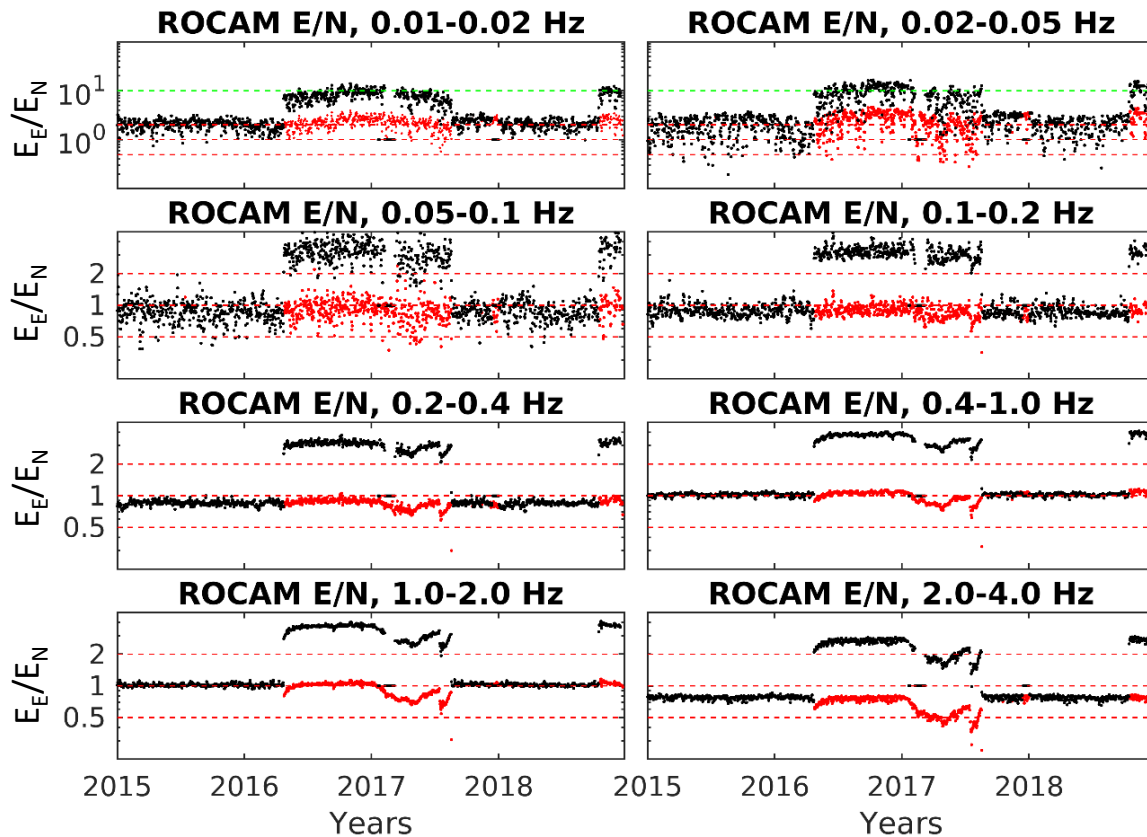 ROCAM E/N, 0.01-0.02 Hz
ROCAM E/N, 0.02-0.05 Hz
E_E/E_N
10^1
10^0
ROCAM E/N, 0.05-0.1 Hz
ROCAM E/N, 0.1-0.2 Hz
E_E/E_N
2
1
0.5
ROCAM E/N, 0.2-0.4 Hz
ROCAM E/N, 0.4-1.0 Hz
E_E/E_N
2
1
0.5
ROCAM E/N, 1.0-2.0 Hz
ROCAM E/N, 2.0-4.0 Hz
E_E/E_N
2
1
0.5
2015 2016 2017 2018 2015 2016 2017 2018
Years Years